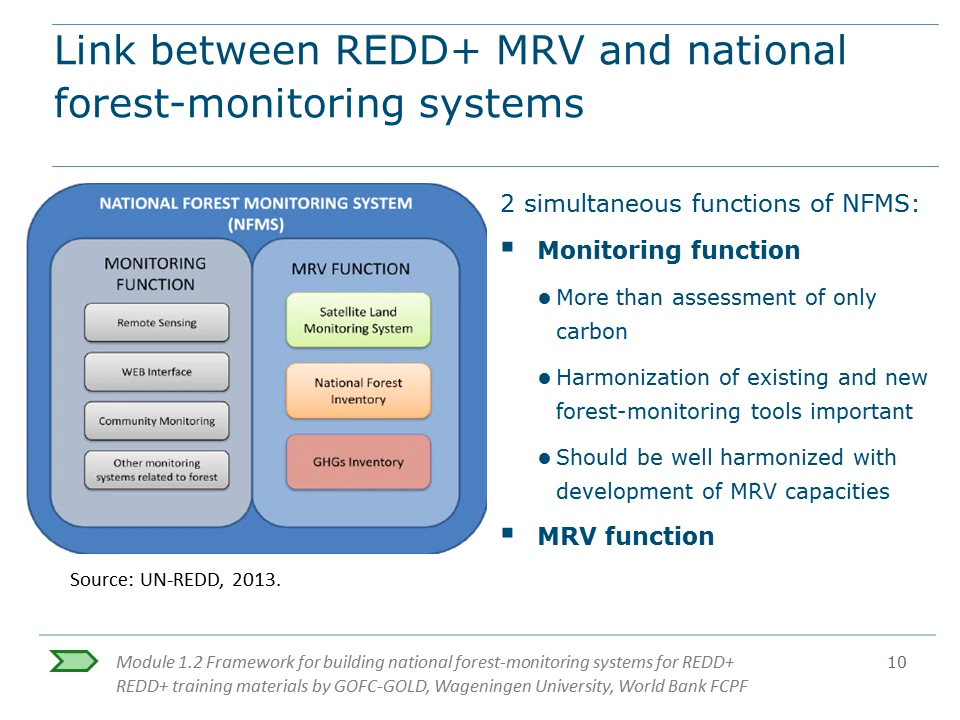 Link between REDD+ MRV and national
forest-monitoring systems
NATIONAL FOREST MONITORING SYSTEM
(NFMS)
MONITORING
FUNCTION
Remote Sensing
WEB Interface
Community Monitoring
Other monitoring
systems related to forest
MRV FUNCTION
Satellite Land
Monitoring System
National Forest
Inventory
GHGs Inventory
Source: UN-REDD, 2013.
2 simultaneous functions of NFMS:
▪ Monitoring function
● More than assessment of only
carbon
● Harmonization of existing and new
forest-monitoring tools important
● Should be well harmonized with
development of MRV capacities
▪ MRV function
Module 1.2 Framework for building national forest-monitoring systems for REDD+
REDD+ training materials by GOFC-GOLD, Wageningen University, World Bank FCPF
10